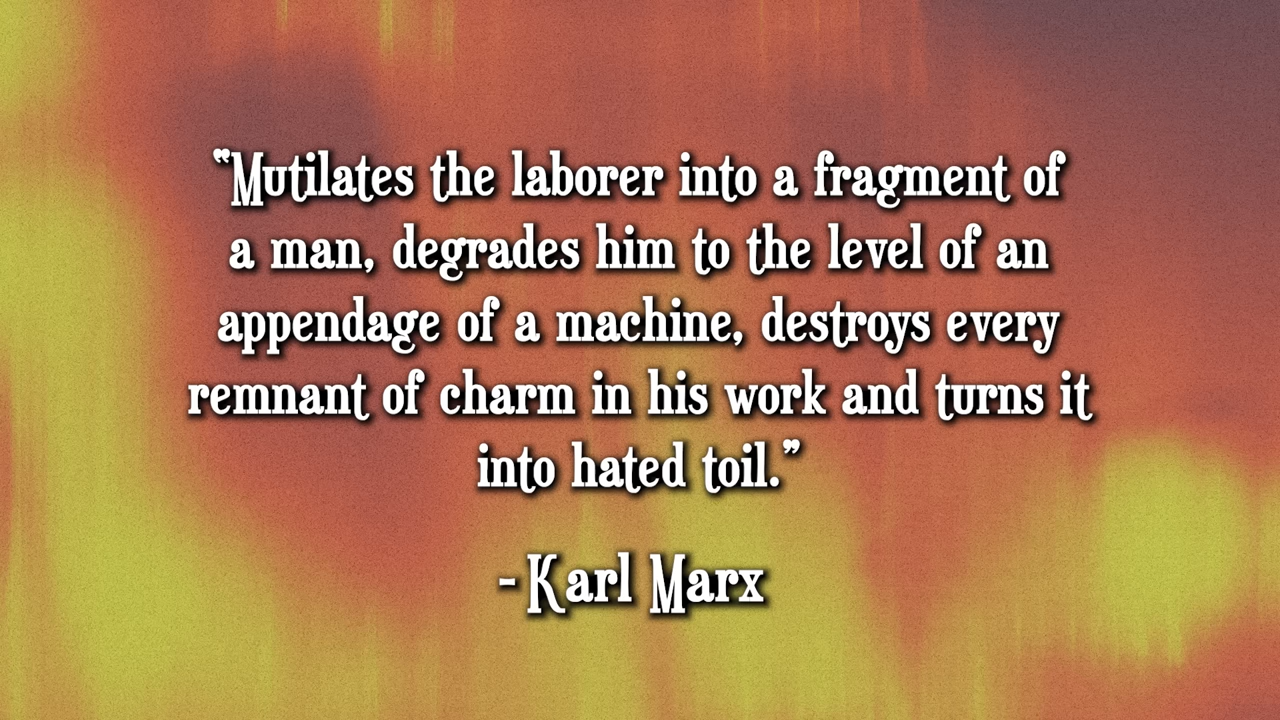 “Mutilates the laborer into a fragment of
a man, degrades him to the level of an
appendage of a machine, destroys every
remnant of charm in his work and turns it
into hated toil.”
- Karl Marx